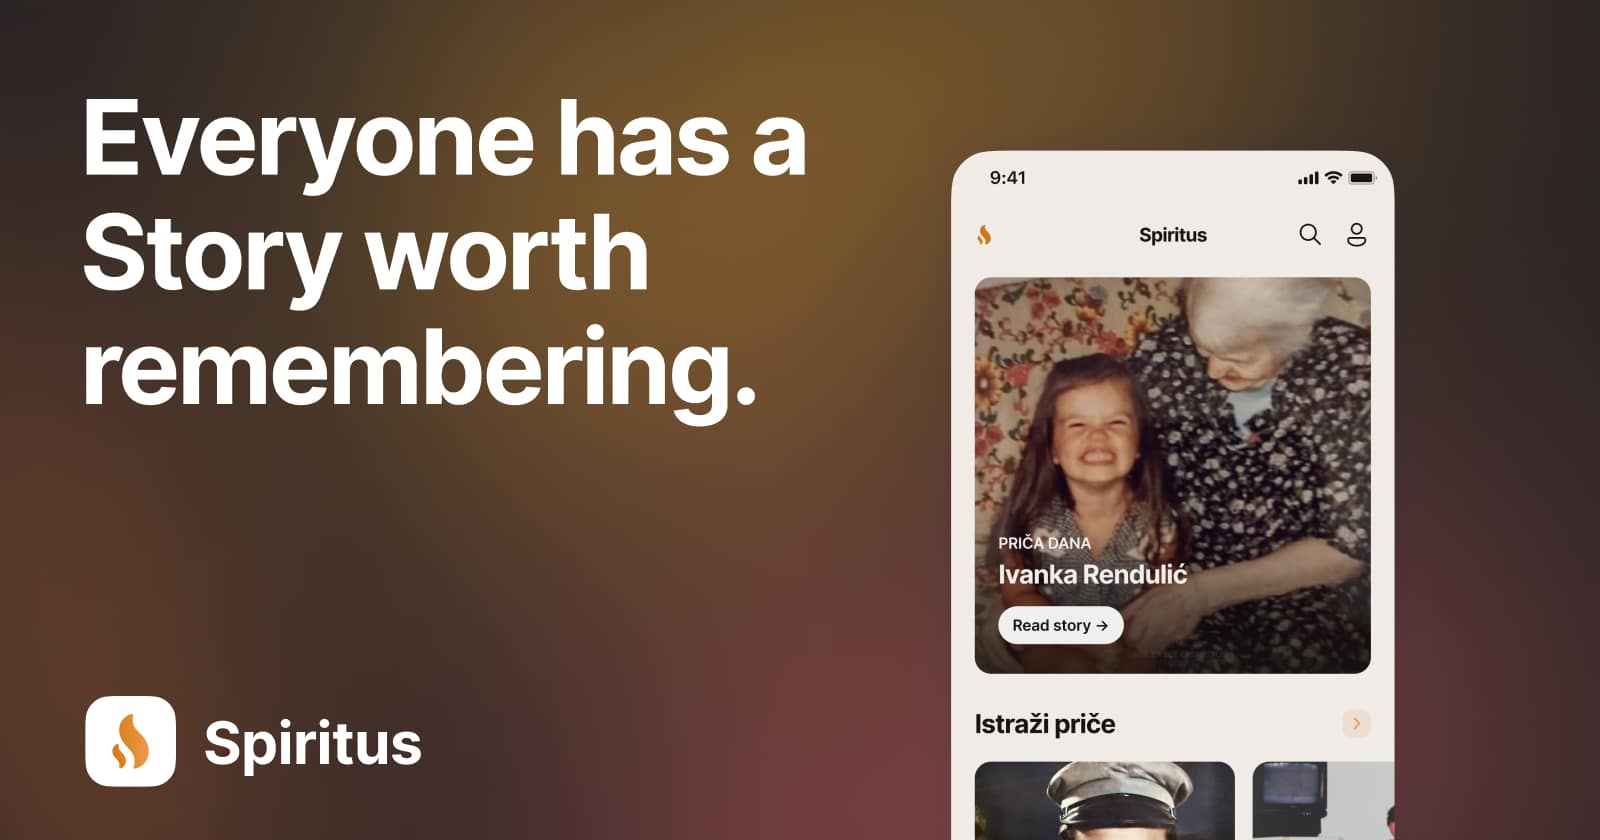 Everyone has a
Story worth
remembering.
Spiritus
9:41
Spiritus
PRIČA DANA
Ivanka Rendulić
Read story →
Istraži priče